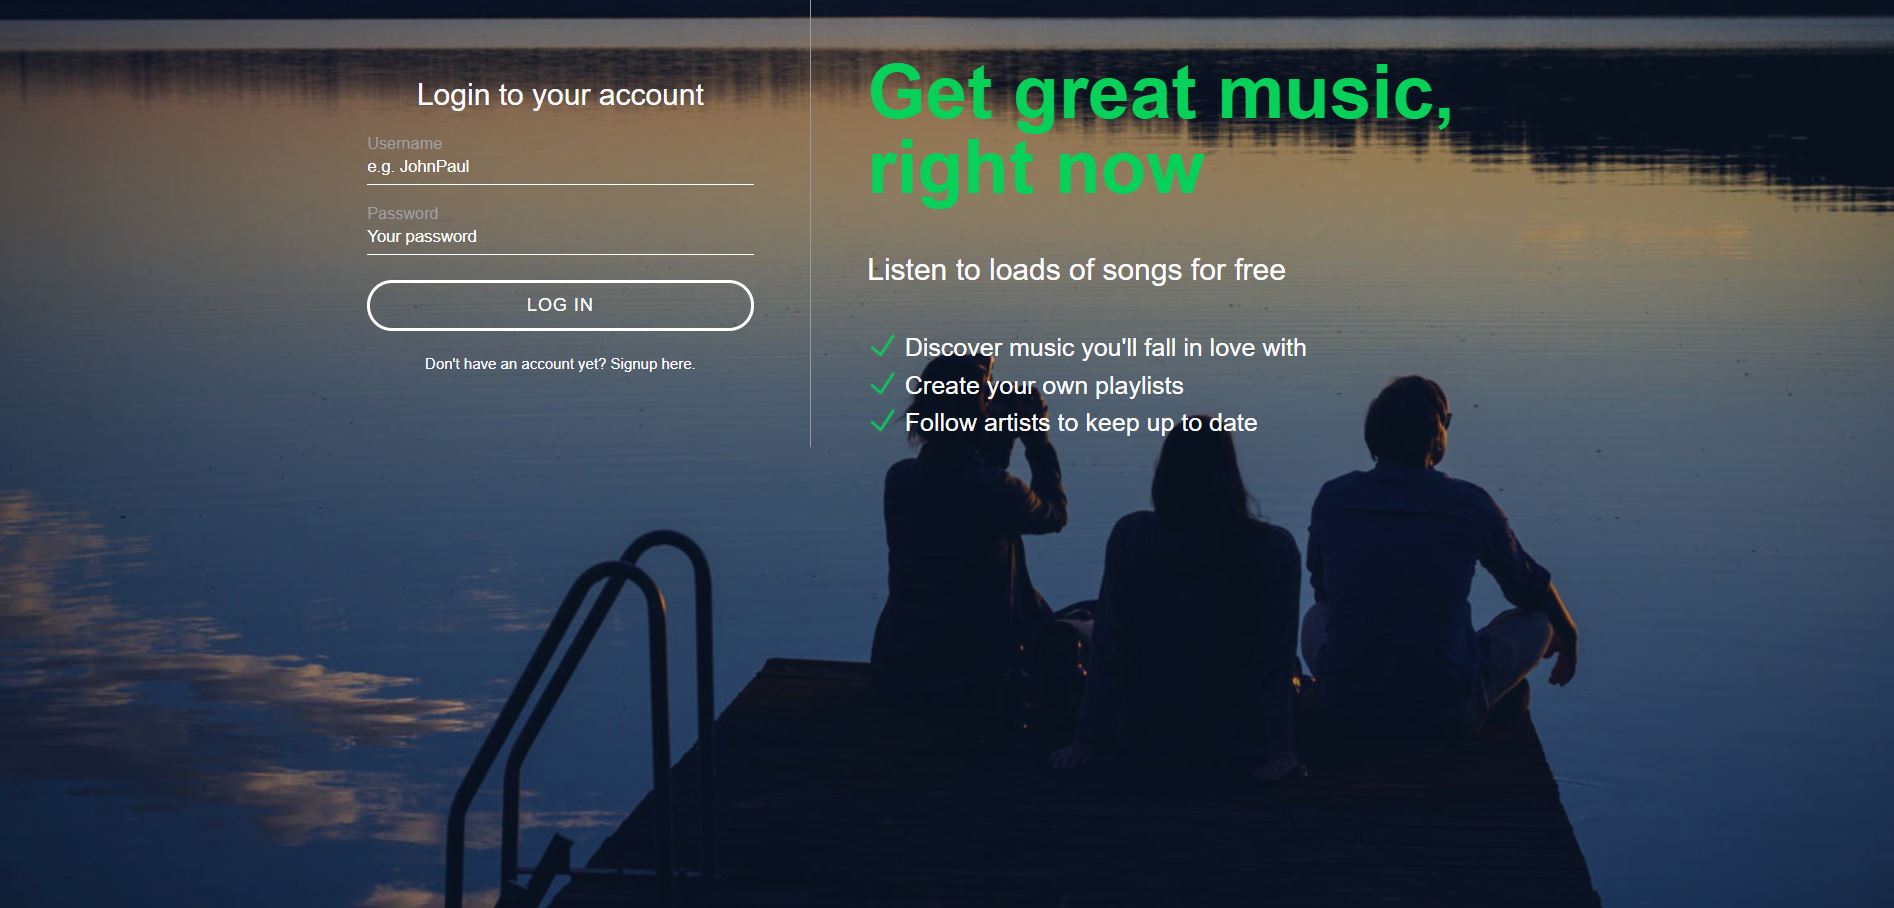 Login to your account
Username
e.g. JohnPaul
Password
Your password
LOG IN
Don't have an account yet? Signup here.
Get great music,
right now
Listen to loads of songs for free
Discover music you'll fall in love with
Create your own playlists
Follow artists to keep up to date